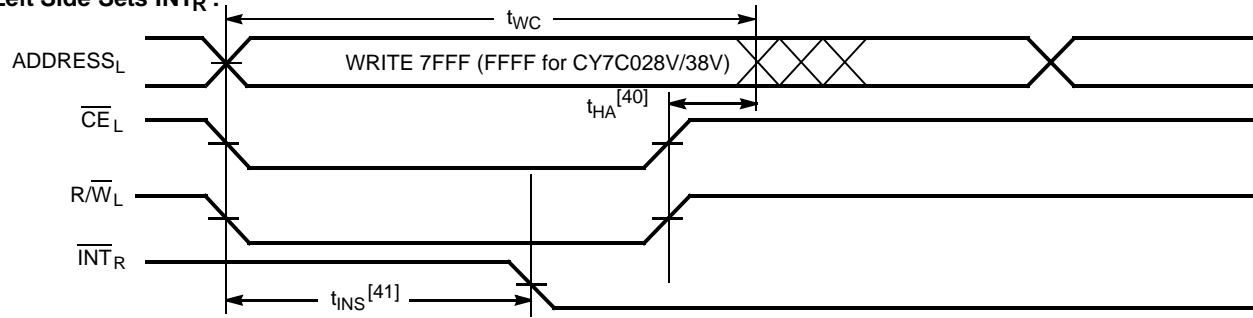 Left Side Sets INTR :
tWC
ADDRESSL
WRITE 7FFF (FFFF for CY7C028V/38V)
tHA[40]
CEL
R/WL
INTR
tINS[41]